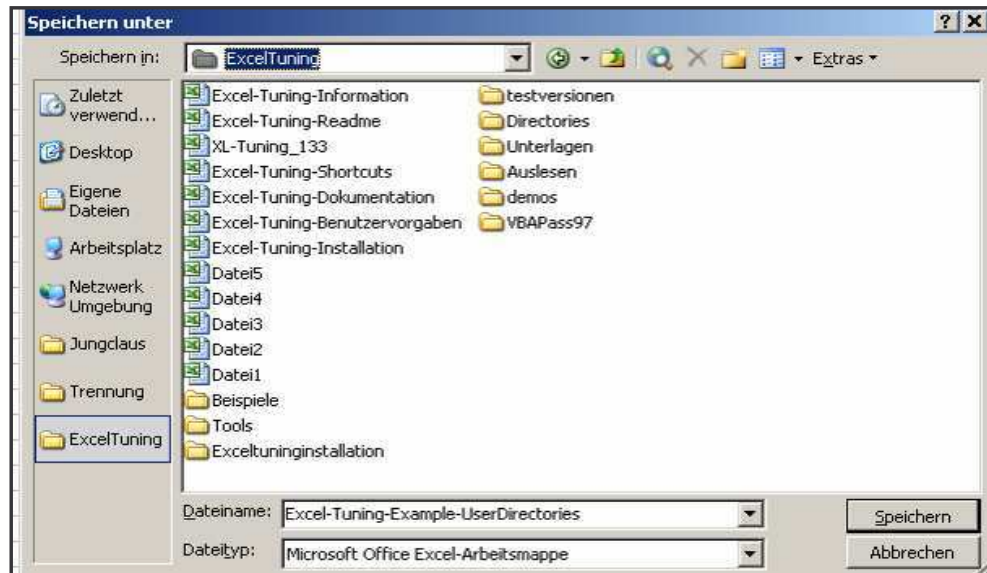 Speichern unter
Speichern in: ExcelTuning
Extras
Zuletzt
verwend...
Desktop
Eigene
Dateien
Arbeitsplatz
Netzwerk
Umgebung
Jungclaus
Trennung
ExcelTuning
Excel-Tuning-Information
Excel-Tuning-Readme
XL-Tuning_133
Excel-Tuning-Shortcuts
Excel-Tuning-Dokumentation
Excel-Tuning-Benutzervorgaben
Excel-Tuning-Installation
Datei5
Datei4
Datei3
Datei2
Datei1
Beispiele
Tools
Exceltuninginstallation
testversionen
Directories
Unterlagen
Auslesen
demos
VBAPass97
Dateiname: Excel-Tuning-Example-UserDirectories
Speichern
Dateityp: Microsoft Office Excel-Arbeitsmappe
Abbrechen